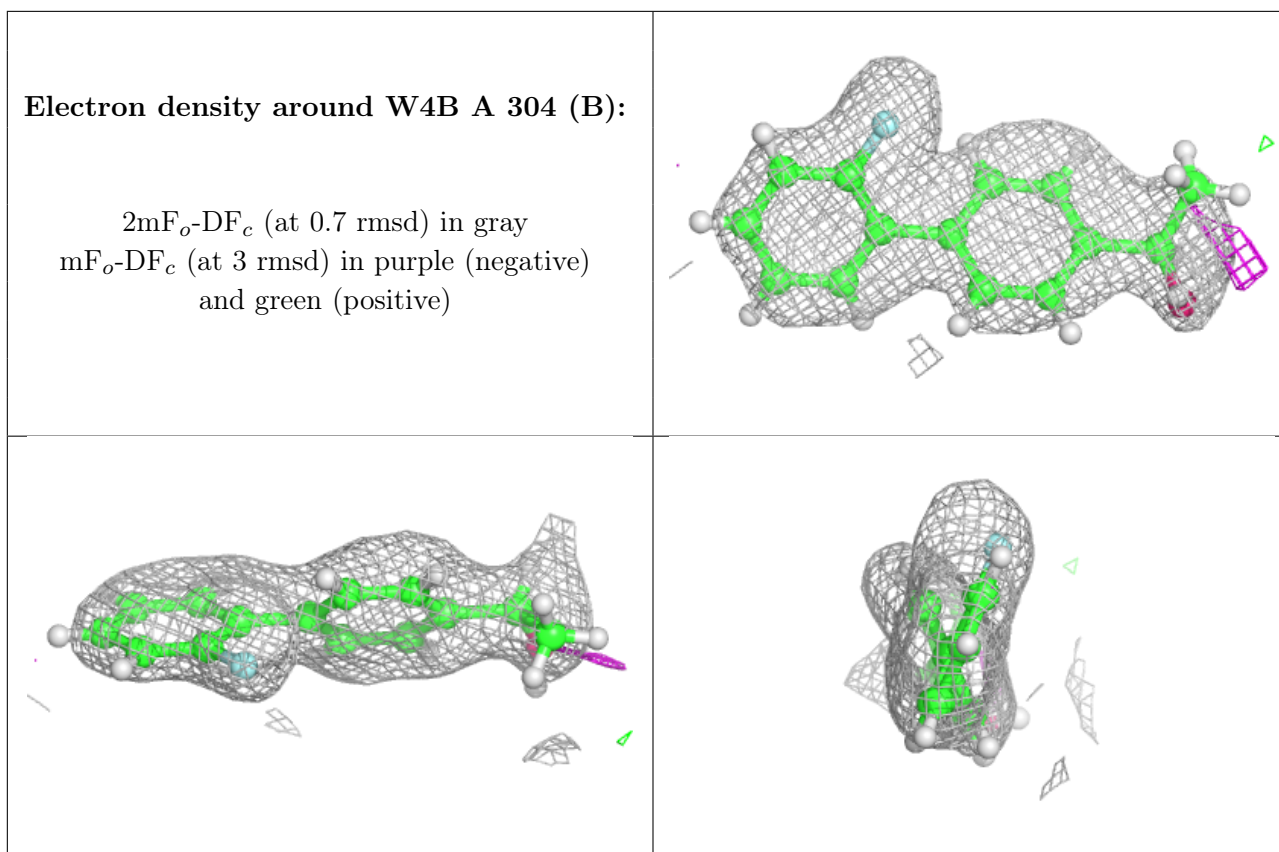 Electron density around W4B A 304 (B):
2mFo-DFc (at 0.7 rmsd) in gray
mFo-DFc (at 3 rmsd) in purple (negative)
and green (positive)